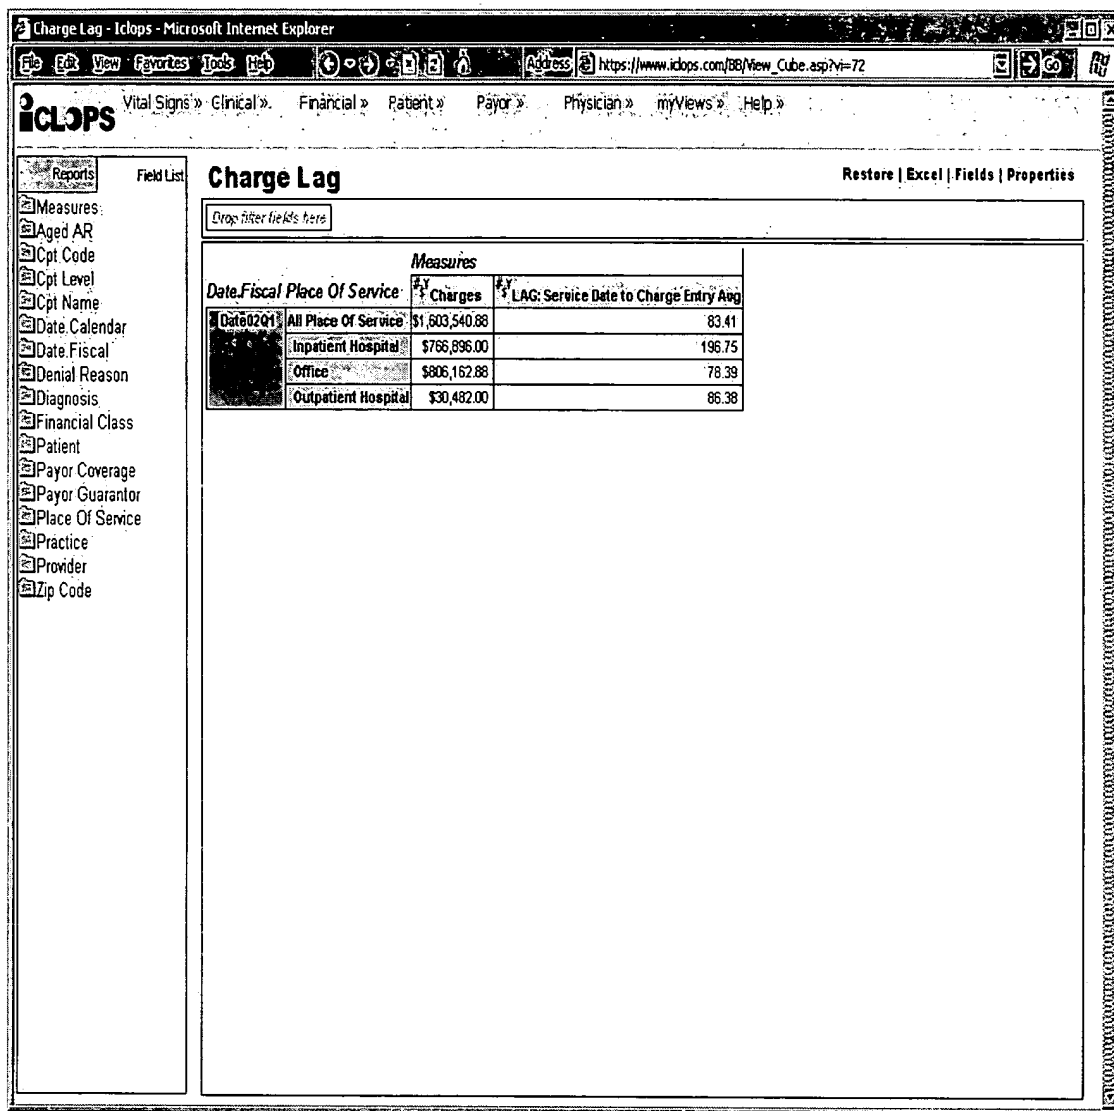 Charge Lag - Iclops - Microsoft Internet Explorer
File Edit View Favorites Tools Help
Address https://www.iclops.com/BB/View_Cube.asp?vi=72 Go
ICLOPS
Vital Signs » Clinical » Financial » Patient » Payor » Physician » myViews » Help »
Reports Field List
Measures
Aged AR
Cpt Code
Cpt Level
Cpt Name
Date.Calendar
Date.Fiscal
Denial Reason
Diagnosis
Financial Class
Patient
Payor Coverage
Payor Guarantor
Place Of Service
Practice
Provider
Zip Code
Charge Lag
Restore | Excel | Fields | Properties
Drop filter fields here
Measures
Date.Fiscal Place Of Service Charges LAG: Service Date to Charge Entry Avg
Date02Q1 All Place Of Service $1,603,540.88 83.41
Inpatient Hospital $766,896.00 196.75
Office $806,162.88 78.39
Outpatient Hospital $30,482.00 86.38